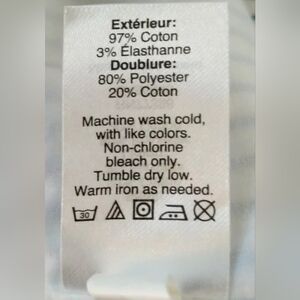 Extérieur:
97% Coton
3% Élasthanne
Doublure:
80% Polyester
20% Coton
Machine wash cold,
with like colors.
Non-chlorine
bleach only.
Tumble dry low.
Warm iron as needed.
30